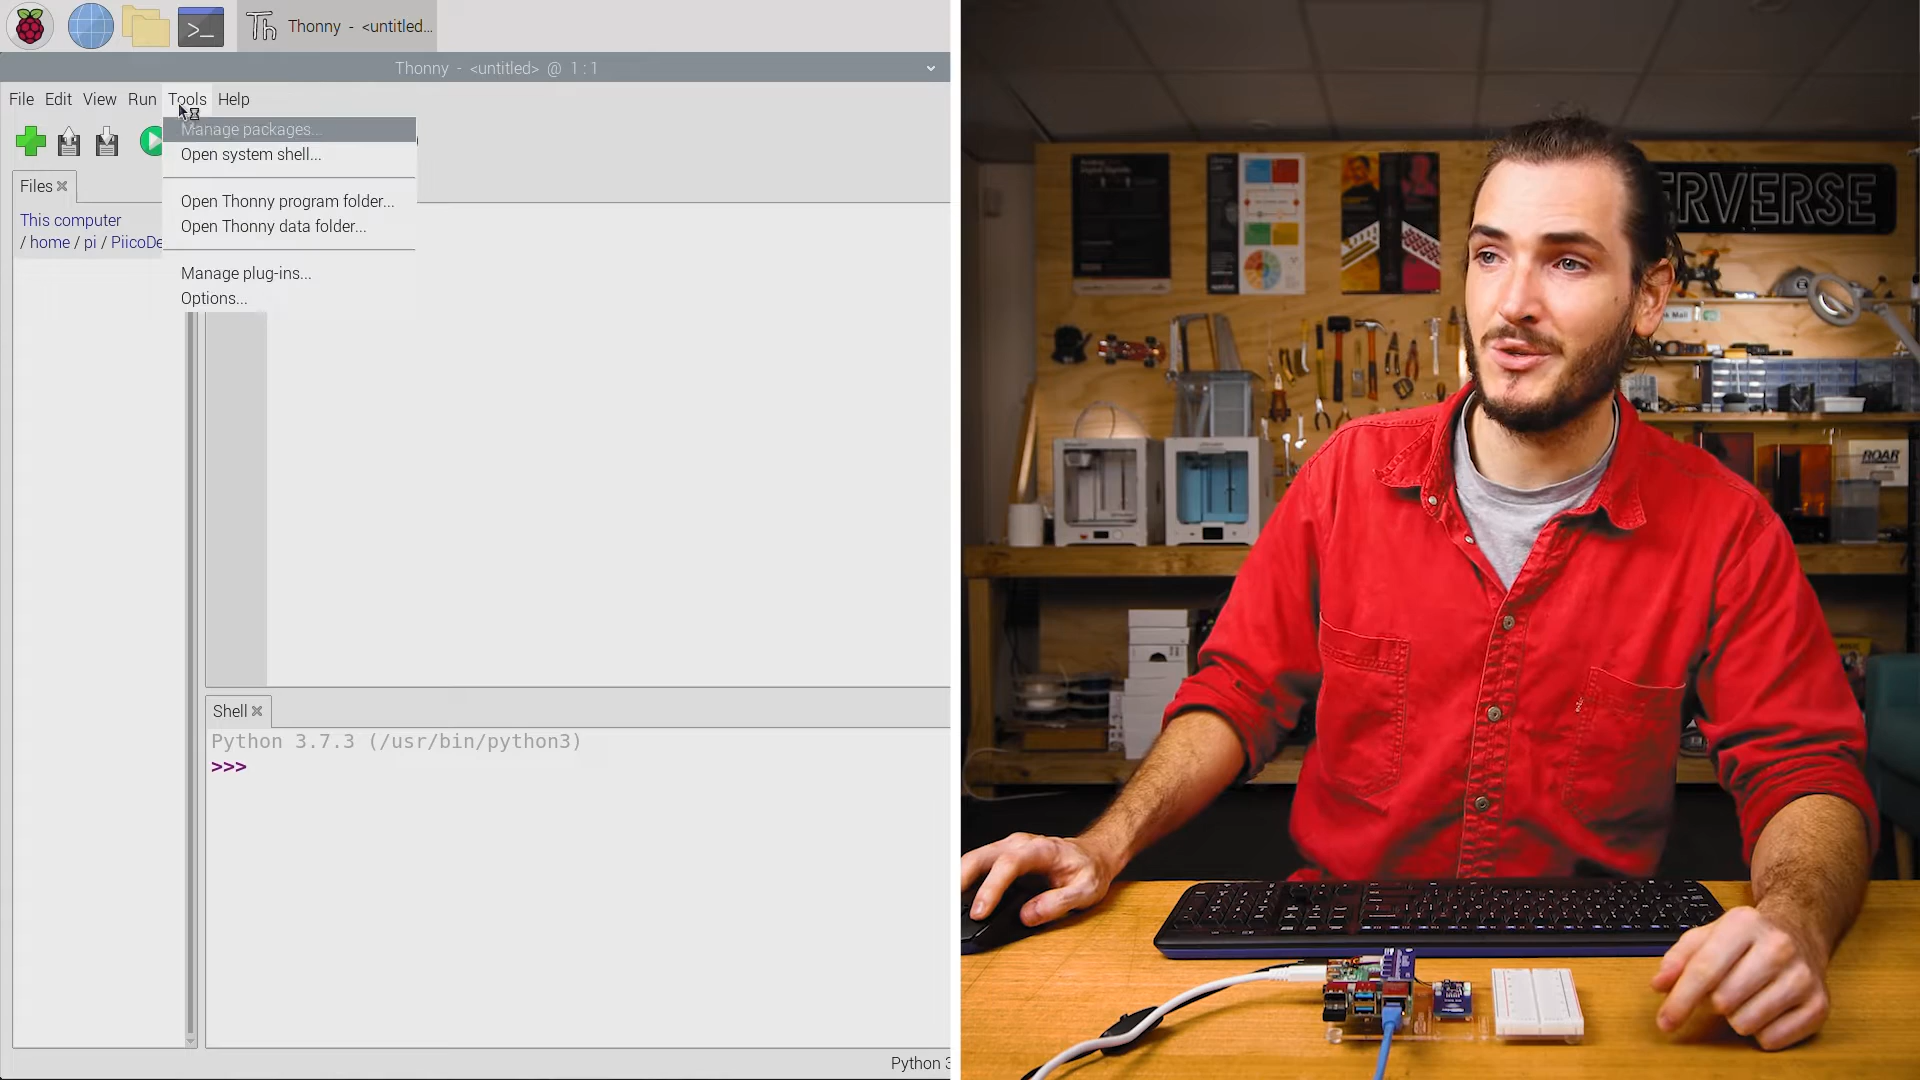 Thonny - <untitled...
Thonny - <untitled> @ 1 : 1
File Edit View Run Tools Help
Manage packages...
Open system shell...
Open Thonny program folder...
Open Thonny data folder...
Manage plug-ins...
Options...
Files
This computer
/ home / pi / PiicoDe
Shell
Python 3.7.3 (/usr/bin/python3)
>>>
Python 3
RVERSE
ROAR